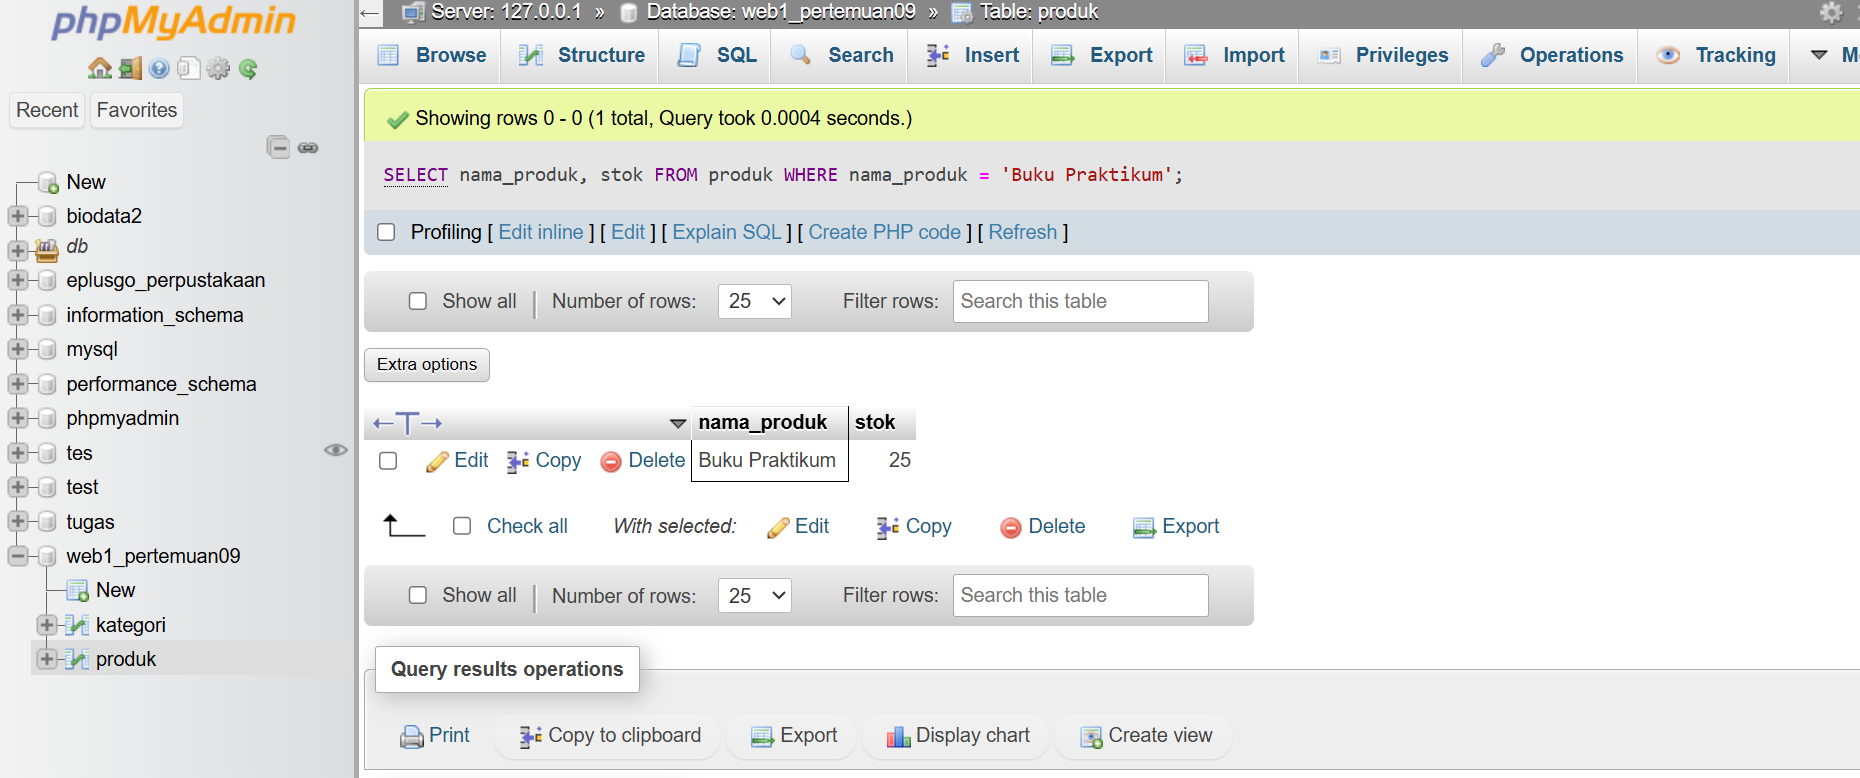 phpMyAdmin
Recent Favorites
New
biodata2
db
eplusgo_perpustakaan
information_schema
mysql
performance_schema
phpmyadmin
tes
test
tugas
web1_pertemuan09
New
kategori
produk
Server: 127.0.0.1 » Database: web1_pertemuan09 » Table: produk
Browse Structure SQL Search Insert Export Import Privileges Operations Tracking
Showing rows 0 - 0 (1 total, Query took 0.0004 seconds.)
SELECT nama_produk, stok FROM produk WHERE nama_produk = 'Buku Praktikum';
Profiling [ Edit inline ] [ Edit ] [ Explain SQL ] [ Create PHP code ] [ Refresh ]
Show all | Number of rows: 25 Filter rows: Search this table
Extra options
←T→ nama_produk stok
Edit Copy Delete Buku Praktikum 25
Check all With selected: Edit Copy Delete Export
Show all | Number of rows: 25 Filter rows: Search this table
Query results operations
Print Copy to clipboard Export Display chart Create view